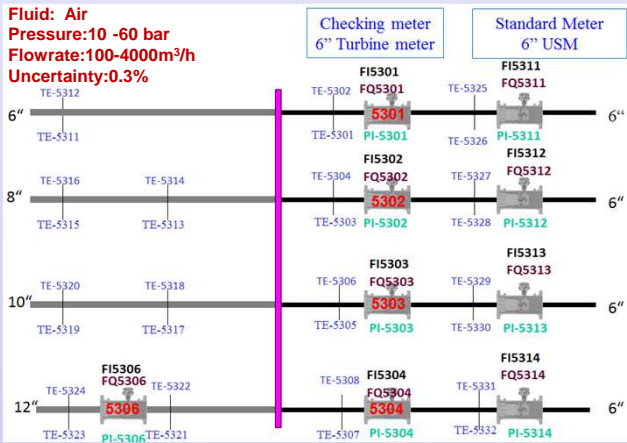 Fluid: Air
Pressure:10 -60 bar
Flowrate:100-4000m³/h
Uncertainty:0.3%
Checking meter
6” Turbine meter
Standard Meter
6” USM
6“
TE-5312
TE-5311
TE-5302
TE-5301
FI5301
FQ5301
5301
PI-5301
TE-5325
TE-5326
FI5311
FQ5311
PI-5311
6“
8“
TE-5316
TE-5315
TE-5314
TE-5313
TE-5304
TE-5303
FI5302
FQ5302
5302
PI-5302
TE-5327
TE-5328
FI5312
FQ5312
PI-5312
6“
10“
TE-5320
TE-5319
TE-5318
TE-5317
TE-5306
TE-5305
FI5303
FQ5303
5303
PI-5303
TE-5329
TE-5330
FI5313
FQ5313
PI-5313
6“
12“
TE-5324
TE-5323
FI5306
FQ5306
5306
PI-5306
TE-5322
TE-5321
TE-5308
TE-5307
FI5304
FQ5304
5304
PI-5304
TE-5331
TE-5332
FI5314
FQ5314
PI-5314
6“